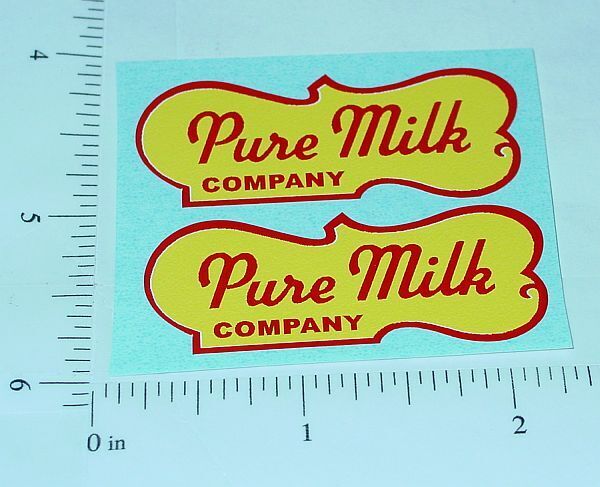 4
Pure Milk
COMPANY
5
Pure Milk
COMPANY
6
0 in
1
2